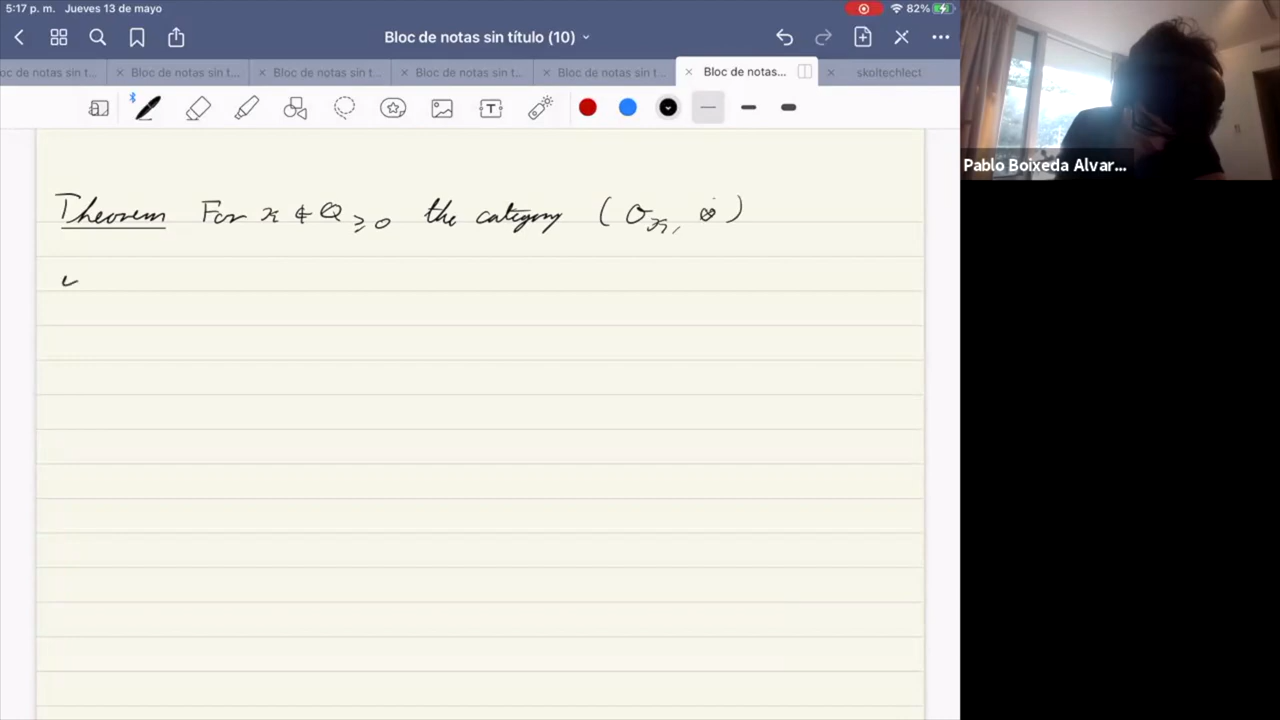 5:17 p. m. Jueves 13 de mayo
82%
Bloc de notas sin título (10)
oc de notas sin t... Bloc de notas sin t... Bloc de notas sin t... Bloc de notas sin t... Bloc de notas sin t... Bloc de notas... skoltechlect
Pablo Boixeda Alvar...
Theorem For ϰ ∉ Q ≥ 0 the category ( O_ϰ, ⊗̇ )